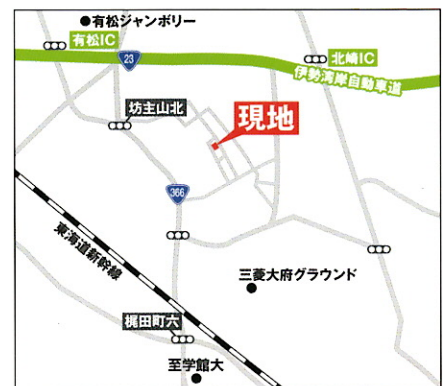 有松ジャンボリー
有松IC
23
北崎IC
伊勢湾岸自動車道
坊主山北
現地
366
東海道新幹線
三菱大府グラウンド
梶田町六
至学館大